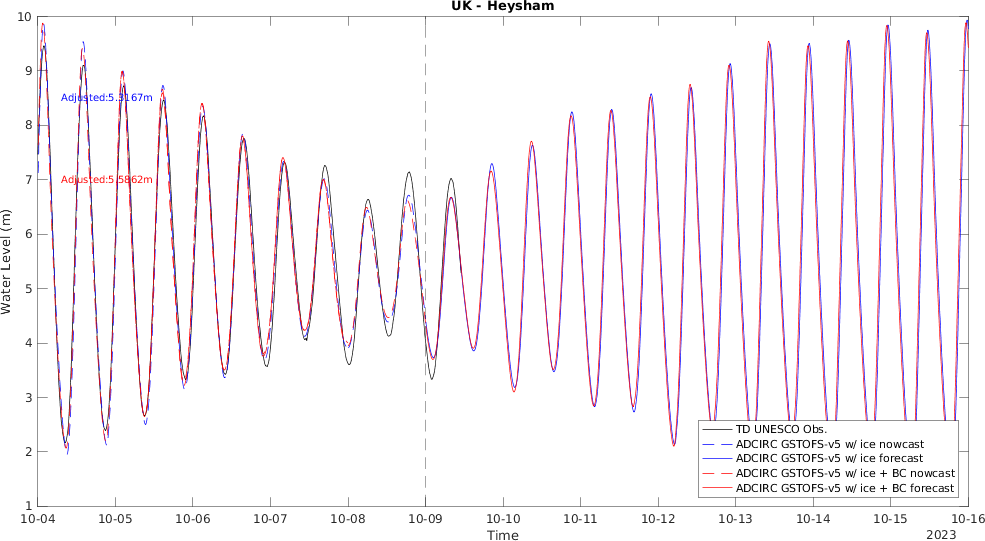 UK - Heysham
10
9
8
7
6
5
4
3
2
1
Water Level (m)
Adjusted:5.3167m
Adjusted:5.5862m
TD UNESCO Obs.
ADCIRC GSTOFS-v5 w/ ice nowcast
ADCIRC GSTOFS-v5 w/ ice forecast
ADCIRC GSTOFS-v5 w/ ice + BC nowcast
ADCIRC GSTOFS-v5 w/ ice + BC forecast
10-04 10-05 10-06 10-07 10-08 10-09 10-10 10-11 10-12 10-13 10-14 10-15 10-16
Time
2023